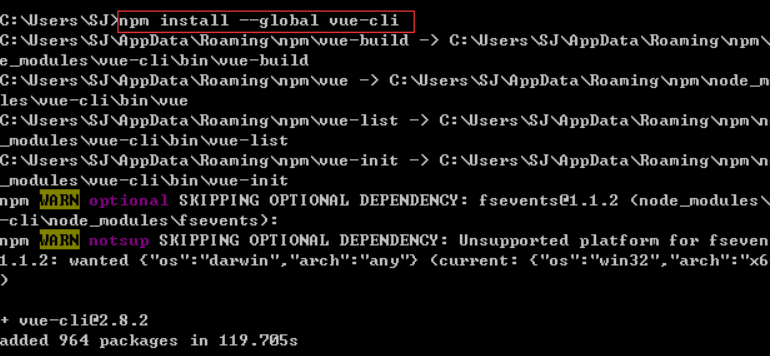 C:\Users\SJ>npm install --global vue-cli
C:\Users\SJ\AppData\Roaming\npm\vue-build -> C:\Users\SJ\AppData\Roaming\npm\
e_modules\vue-cli\bin\vue-build
C:\Users\SJ\AppData\Roaming\npm\vue -> C:\Users\SJ\AppData\Roaming\npm\node_m
les\vue-cli\bin\vue
C:\Users\SJ\AppData\Roaming\npm\vue-list -> C:\Users\SJ\AppData\Roaming\npm\n
_modules\vue-cli\bin\vue-list
C:\Users\SJ\AppData\Roaming\npm\vue-init -> C:\Users\SJ\AppData\Roaming\npm\n
_modules\vue-cli\bin\vue-init
npm WARN optional SKIPPING OPTIONAL DEPENDENCY: fsevents@1.1.2 (node_modules\
-cli\node_modules\fsevents):
npm WARN notsup SKIPPING OPTIONAL DEPENDENCY: Unsupported platform for fseven
1.1.2: wanted {"os":"darwin","arch":"any"} (current: {"os":"win32","arch":"x6
)
+ vue-cli@2.8.2
added 964 packages in 119.705s